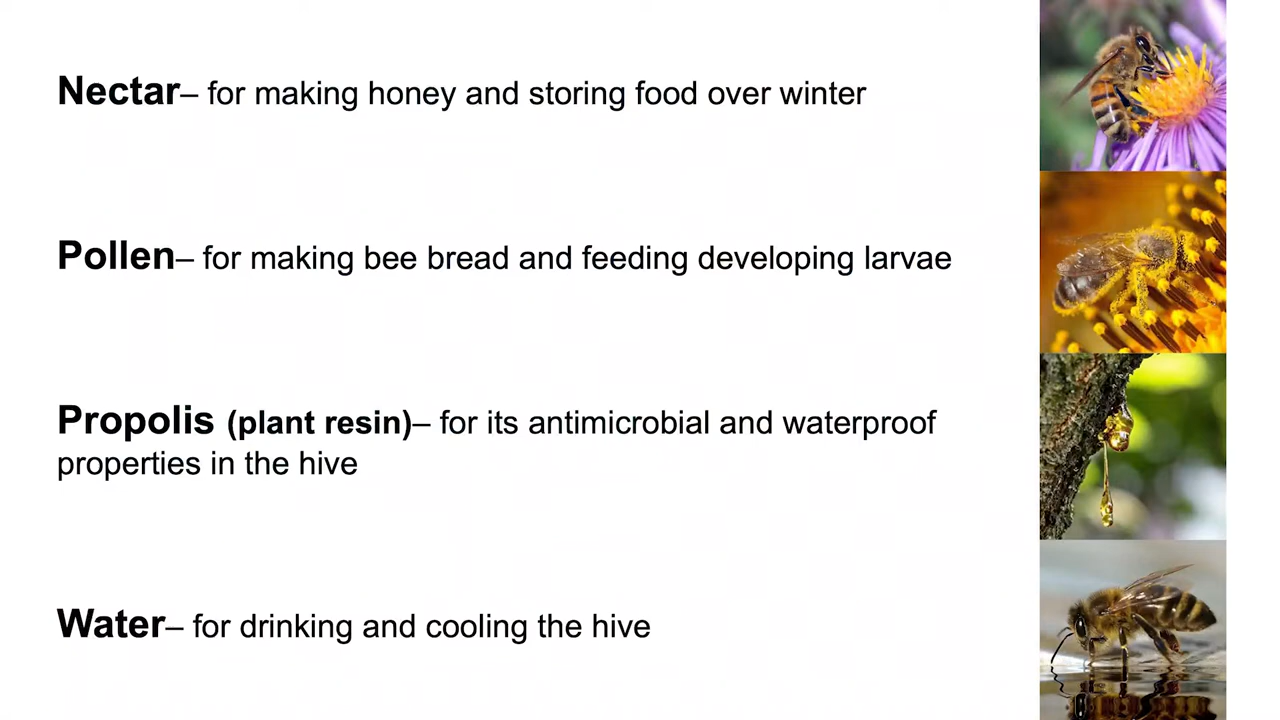 Nectar– for making honey and storing food over winter
Pollen– for making bee bread and feeding developing larvae
Propolis (plant resin)– for its antimicrobial and waterproof
properties in the hive
Water– for drinking and cooling the hive